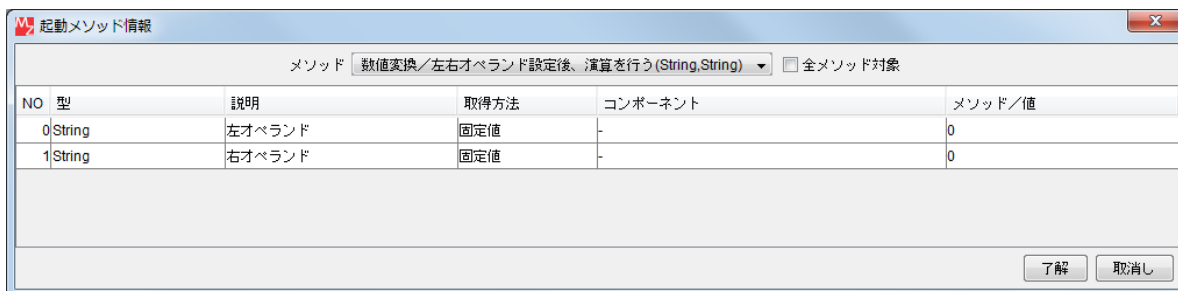 起動メソッド情報
メソッド 数値変換／左右オペランド設定後、演算を行う(String,String) 全メソッド対象
NO 型 説明 取得方法 コンポーネント メソッド／値
0 String 左オペランド 固定値 - 0
1 String 右オペランド 固定値 - 0
了解 取消し